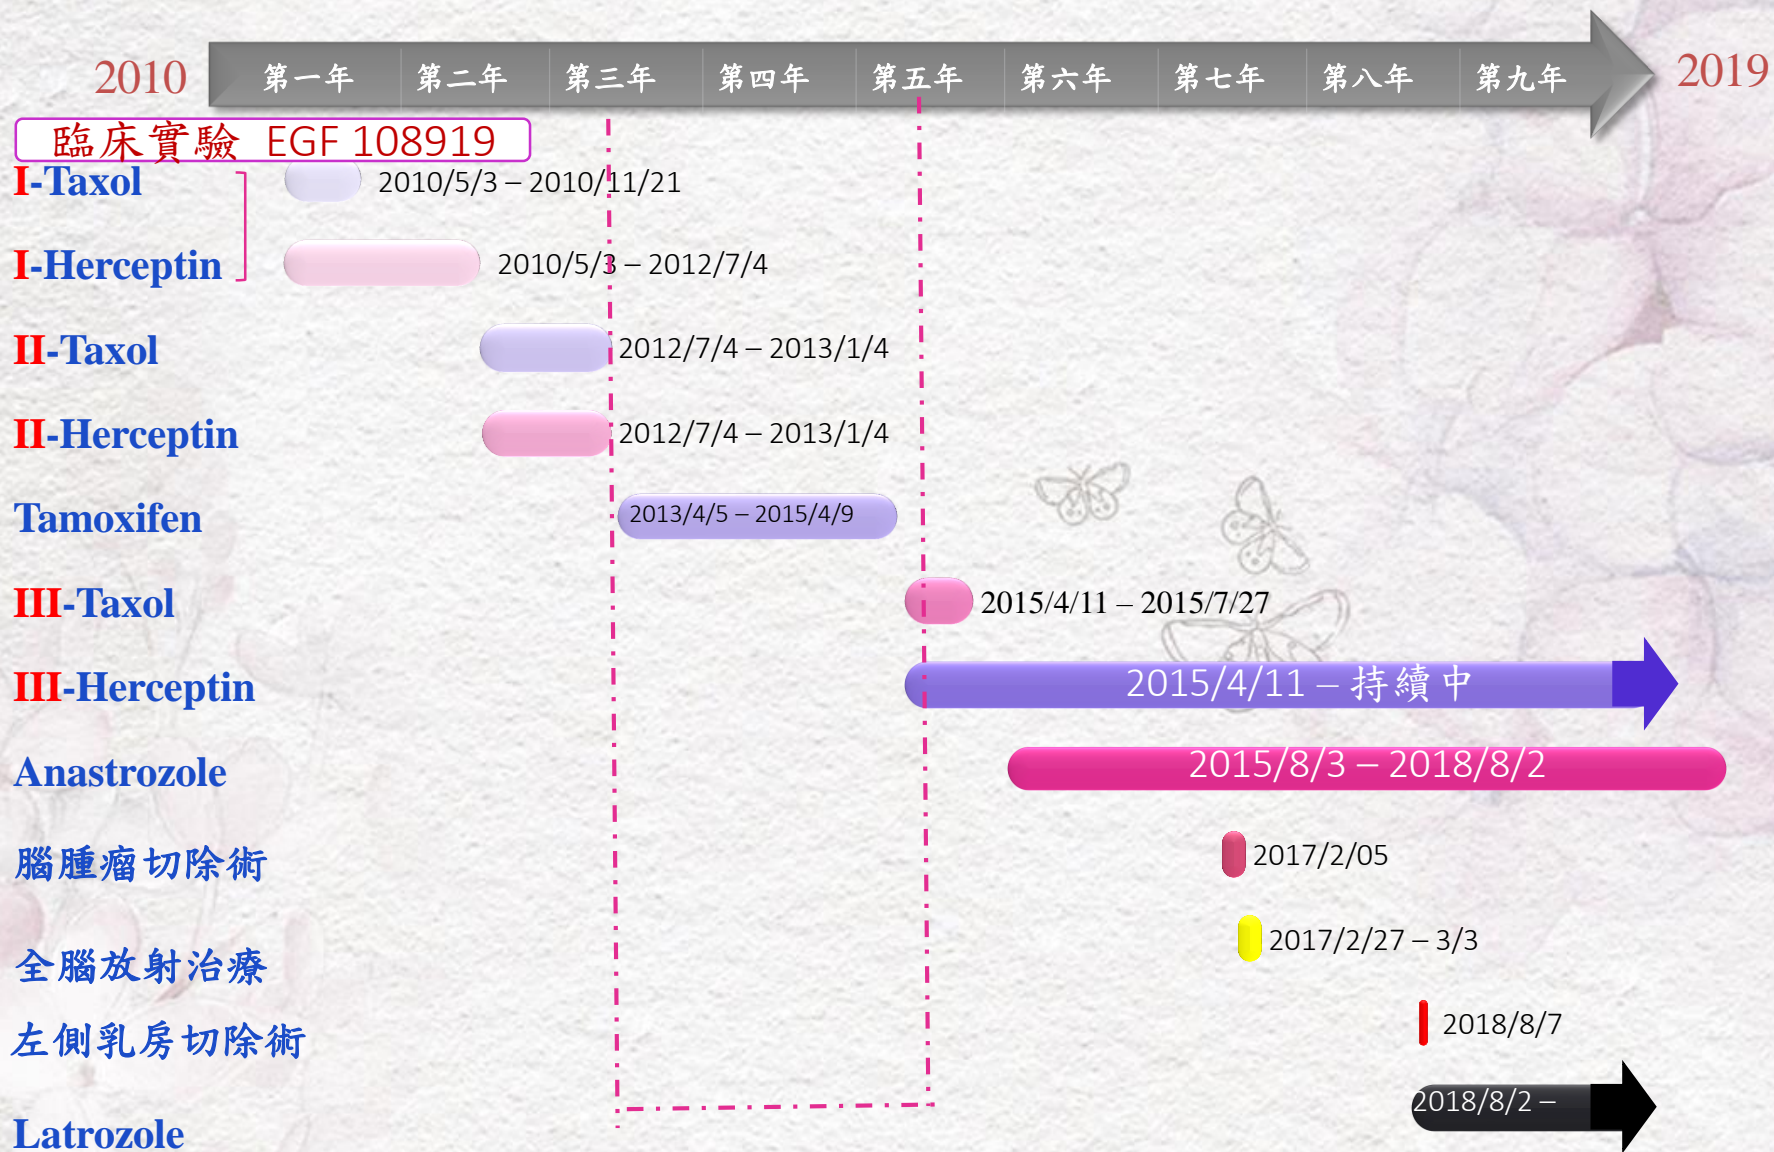 2010 第一年 第二年 第三年 第四年 第五年 第六年 第七年 第八年 第九年 2019
臨床實驗 EGF 108919
I-Taxol 2010/5/3 – 2010/11/21
I-Herceptin 2010/5/3 – 2012/7/4
II-Taxol 2012/7/4 – 2013/1/4
II-Herceptin 2012/7/4 – 2013/1/4
Tamoxifen 2013/4/5 – 2015/4/9
III-Taxol 2015/4/11 – 2015/7/27
III-Herceptin 2015/4/11 – 持續中
Anastrozole 2015/8/3 – 2018/8/2
腦腫瘤切除術 2017/2/05
全腦放射治療 2017/2/27 – 3/3
左側乳房切除術 2018/8/7
Latrozole 2018/8/2 –